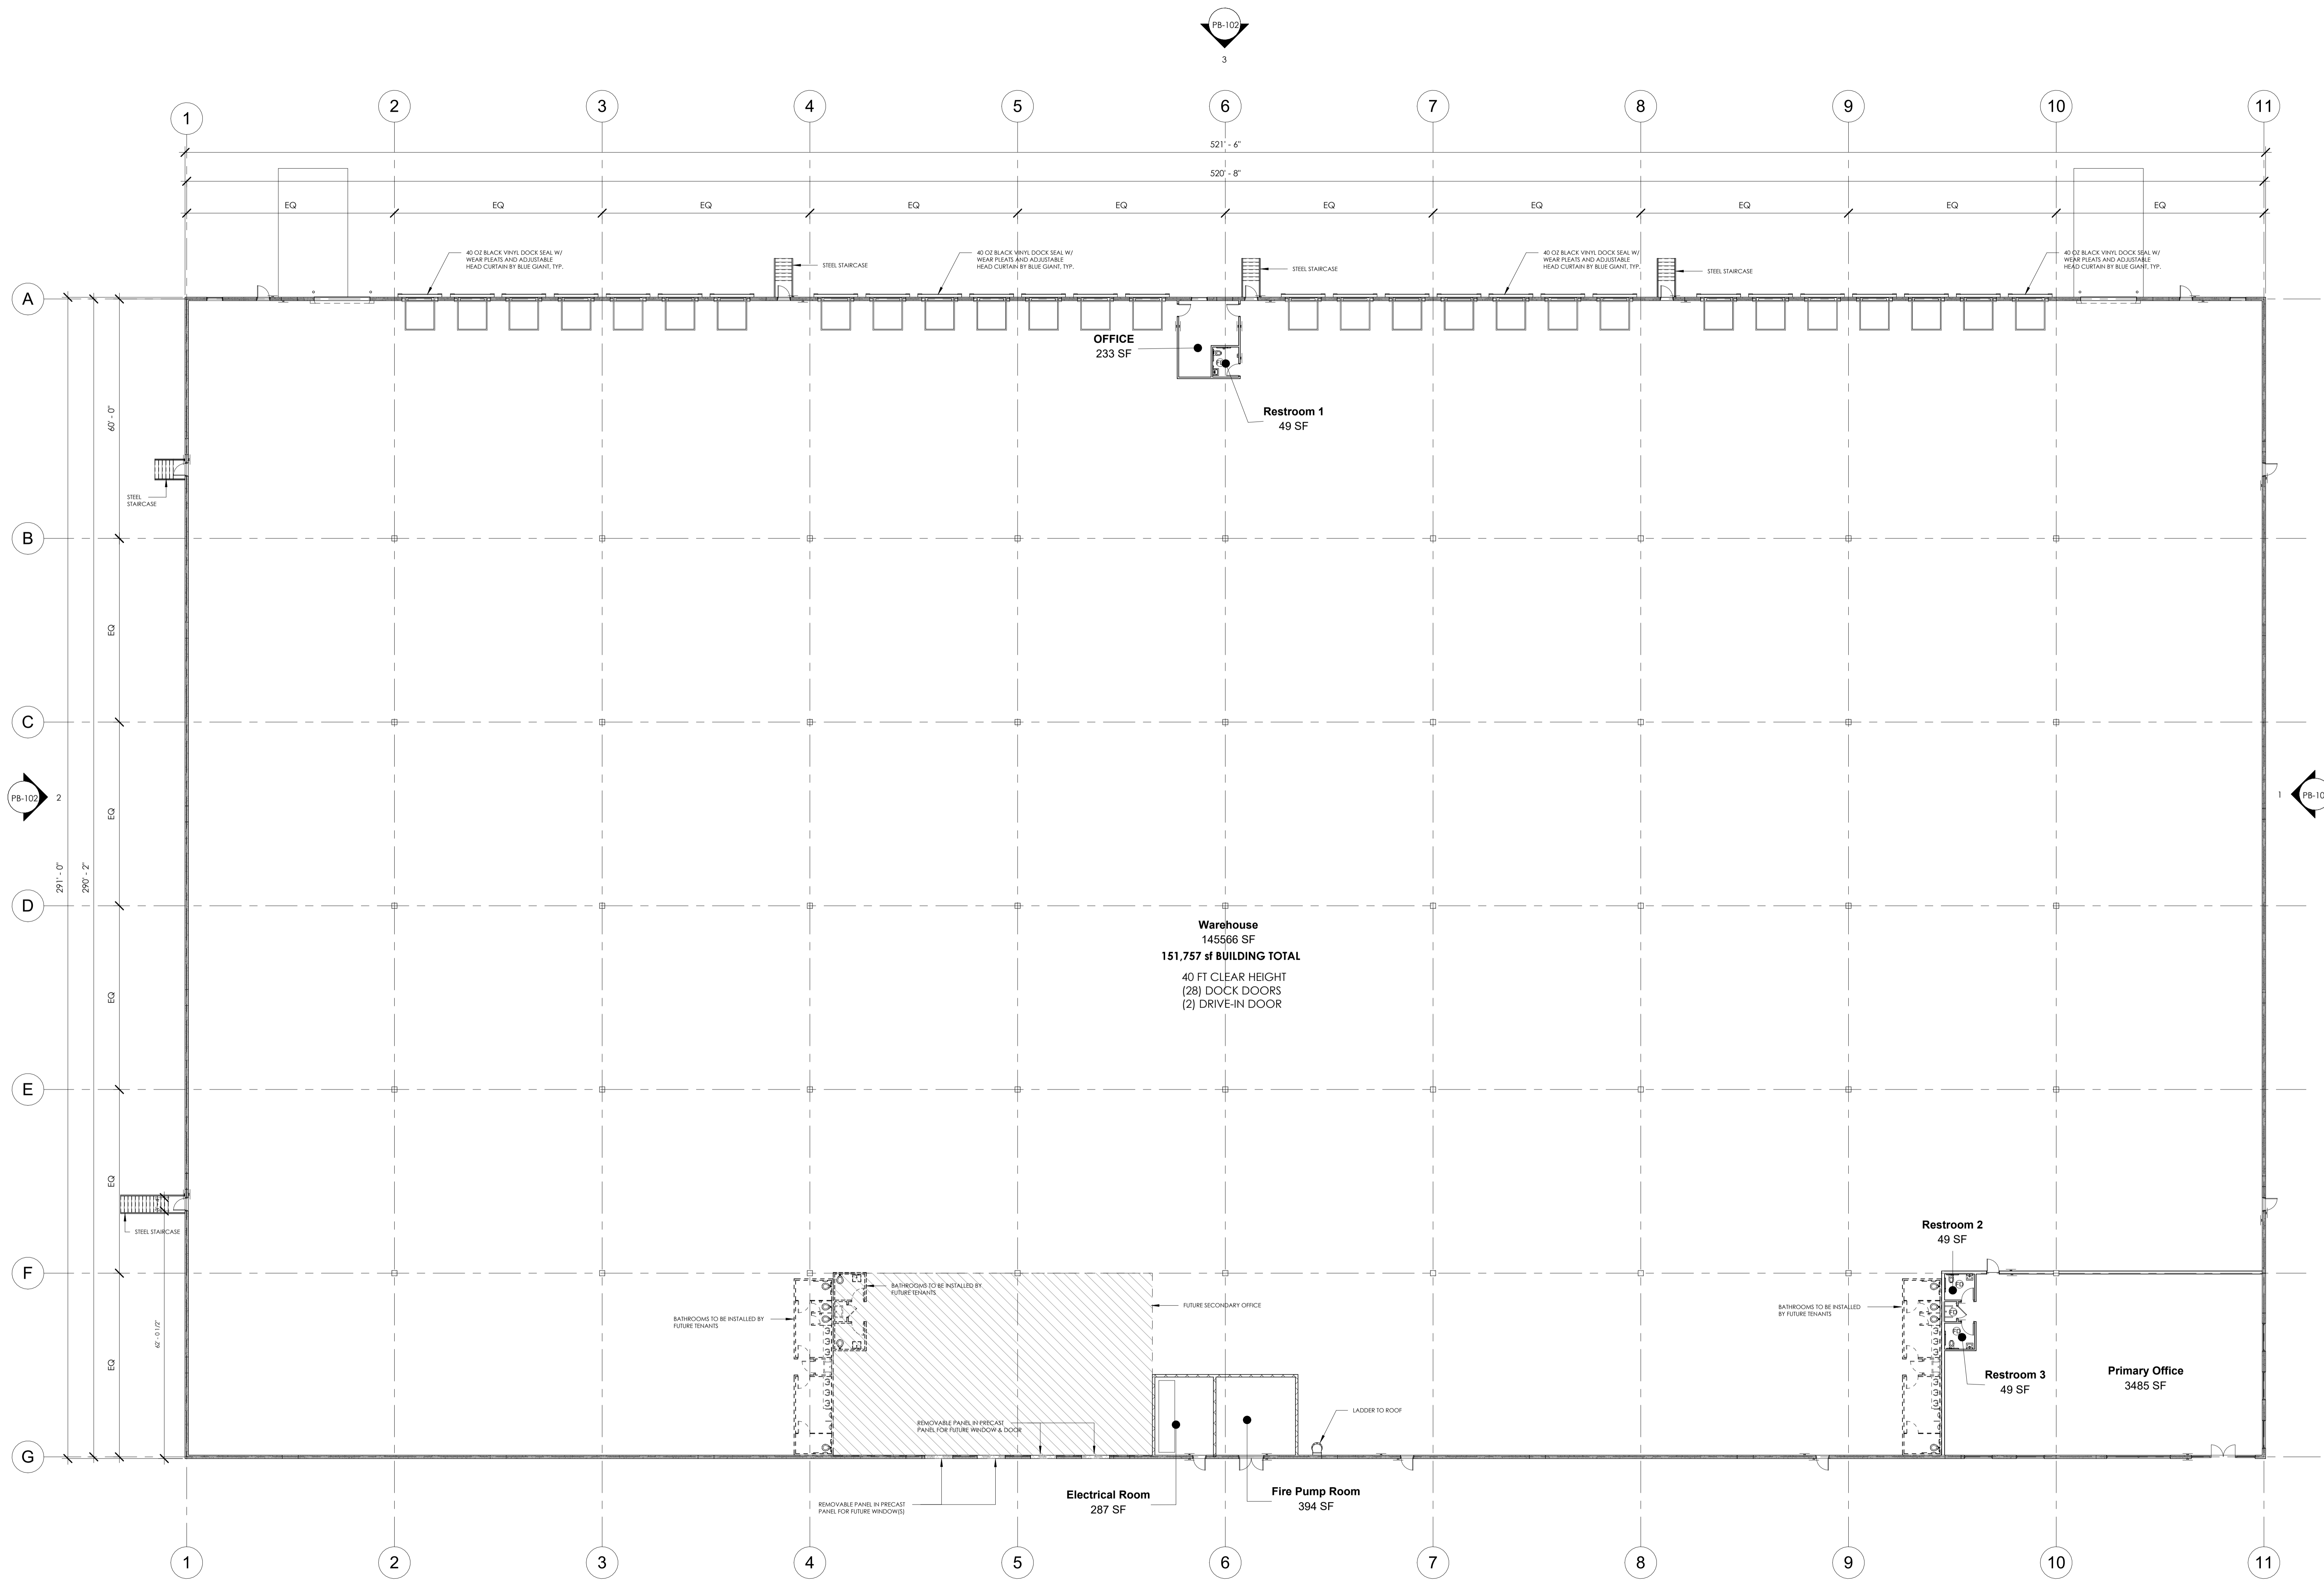 PB-102
3
1
2
3
4
5
6
7
8
9
10
11
521' - 6"
520' - 8"
EQ
EQ
EQ
EQ
EQ
EQ
EQ
EQ
EQ
EQ
40 OZ BLACK VINYL DOCK SEAL W/
WEAR PLEATS AND ADJUSTABLE
HEAD CURTAIN BY BLUE GIANT, TYP.
STEEL STAIRCASE
40 OZ BLACK VINYL DOCK SEAL W/
WEAR PLEATS AND ADJUSTABLE
HEAD CURTAIN BY BLUE GIANT, TYP.
STEEL STAIRCASE
40 OZ BLACK VINYL DOCK SEAL W/
WEAR PLEATS AND ADJUSTABLE
HEAD CURTAIN BY BLUE GIANT, TYP.
STEEL STAIRCASE
40 OZ BLACK VINYL DOCK SEAL W/
WEAR PLEATS AND ADJUSTABLE
HEAD CURTAIN BY BLUE GIANT, TYP.
A
OFFICE
233 SF
Restroom 1
49 SF
60' - 0"
STEEL
STAIRCASE
B
EQ
C
PB-102
2
EQ
1
PB-10
291' - 0"
290' - 2"
D
Warehouse
145566 SF
151,757 sf BUILDING TOTAL
40 FT CLEAR HEIGHT
(28) DOCK DOORS
(2) DRIVE-IN DOOR
EQ
E
EQ
STEEL STAIRCASE
Restroom 2
49 SF
F
BATHROOMS TO BE INSTALLED BY
FUTURE TENANTS
FUTURE SECONDARY OFFICE
BATHROOMS TO BE INSTALLED BY
FUTURE TENANTS
BATHROOMS TO BE INSTALLED
BY FUTURE TENANTS
62' - 0 1/2"
EQ
Restroom 3
49 SF
Primary Office
3485 SF
LADDER TO ROOF
REMOVABLE PANEL IN PRECAST
PANEL FOR FUTURE WINDOW & DOOR
G
REMOVABLE PANEL IN PRECAST
PANEL FOR FUTURE WINDOW(S)
Electrical Room
287 SF
Fire Pump Room
394 SF
1
2
3
4
5
6
7
8
9
10
11